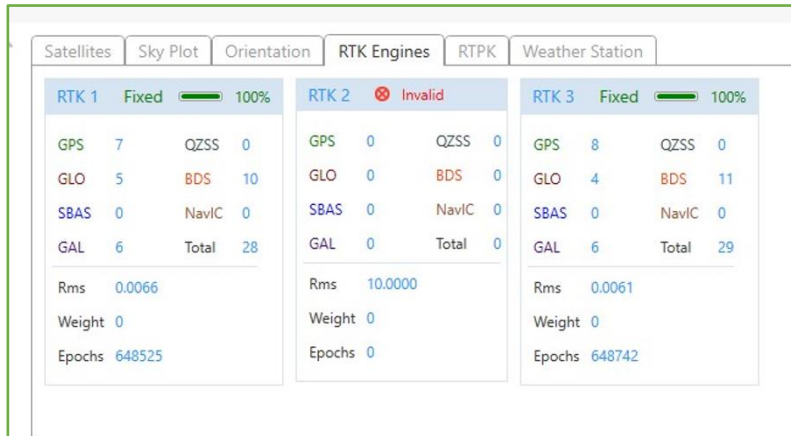 Satellites Sky Plot Orientation RTK Engines RTPK Weather Station
RTK 1 Fixed 100%
GPS 7 QZSS 0
GLO 5 BDS 10
SBAS 0 NavIC 0
GAL 6 Total 28
Rms 0.0066
Weight 0
Epochs 648525
RTK 2 Invalid
GPS 0 QZSS 0
GLO 0 BDS 0
SBAS 0 NavIC 0
GAL 0 Total 0
Rms 10.0000
Weight 0
Epochs 0
RTK 3 Fixed 100%
GPS 8 QZSS 0
GLO 4 BDS 11
SBAS 0 NavIC 0
GAL 6 Total 29
Rms 0.0061
Weight 0
Epochs 648742